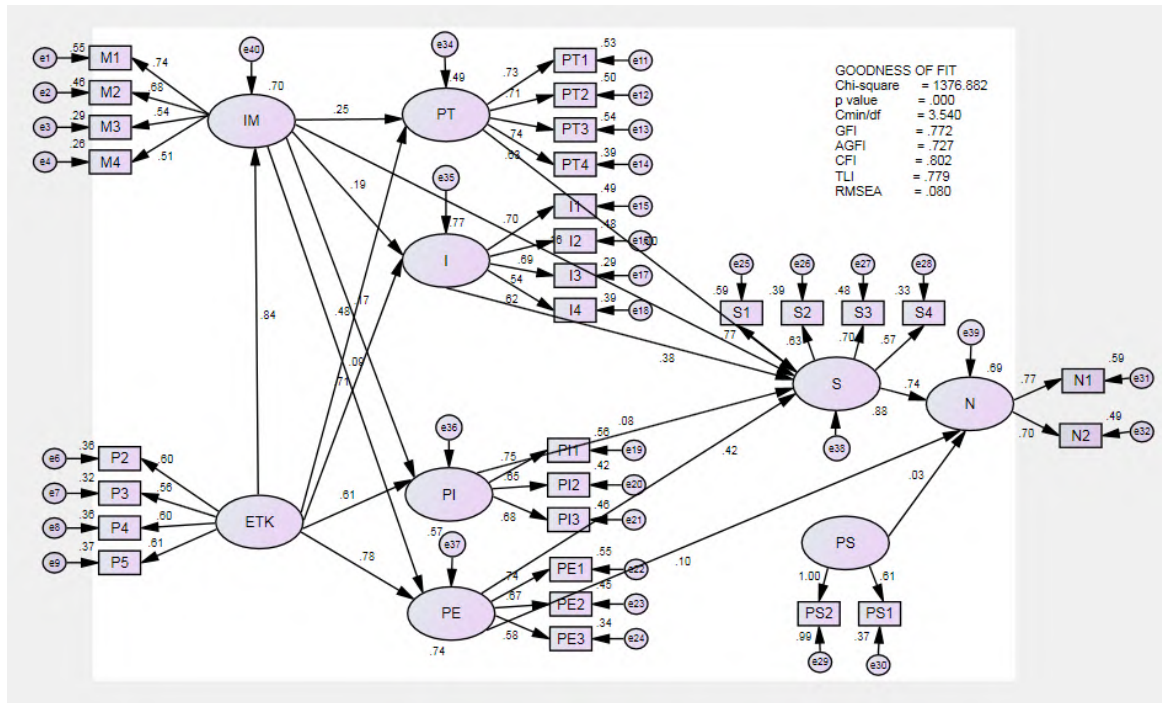 GOODNESS OF FIT
Chi-square = 1376.882
p value = .000
Cmin/df = 3.540
GFI = .772
AGFI = .727
CFI = .802
TLI = .779
RMSEA = .080
e1 .55 M1 .74
e2 .46 M2 .68
e3 .29 M3 .54
e4 .26 M4 .51
e40 .70
IM
.25
e34 .49
PT
.73 PT1 .53 e11
.71 PT2 .50 e12
.74 PT3 .54 e13
.63 PT4 .39 e14
.19
e35 .77
I
.70 I1 .49 e15
I2 .48
.69 I3 .29 e17
.54 I4 .39 e18
.62
.84
.48 .17
.09
.71
.38
e25 e26 e27 e28
.59 .39 .48 .33
S1 S2 S3 S4
.77 .63 .70 .57
S
.88
e38
.74
e39 .69
N
.77 N1 .59 e31
.70 N2 .49 e32
e6 .36 P2 .60
e7 .32 P3 .56
e8 .36 P4 .60
e9 .37 P5 .61
ETK
.61
.78
e36
PI
.57
.08
.75 PI1 .56 e19
.65 PI2 .42 e20
.68 PI3 .46 e21
.42
e37
PE
.74
.74 PE1 .55 e22
.67 PE2 .45 e23
.58 PE3 .34 e24
.10
.03
PS
1.00 .61
PS2 PS1
.99 .37
e29 e30